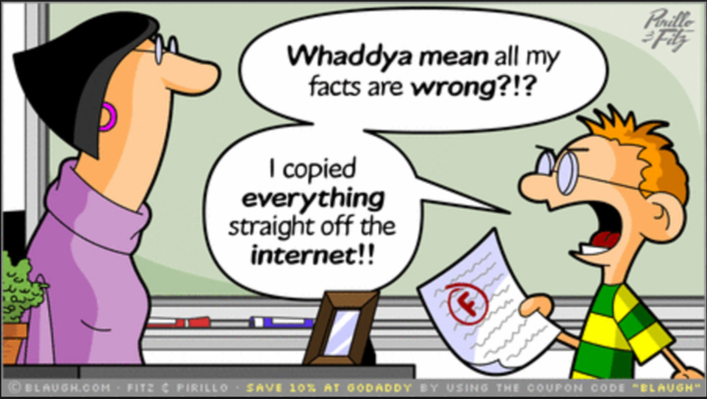 Pirillo
& Fitz
Whaddya mean all my
facts are wrong?!?
I copied
everything
straight off the
internet!!
F
© BLAUGH.COM · FITZ & PIRILLO · SAVE 10% AT GODADDY BY USING THE COUPON CODE "BLAUGH"